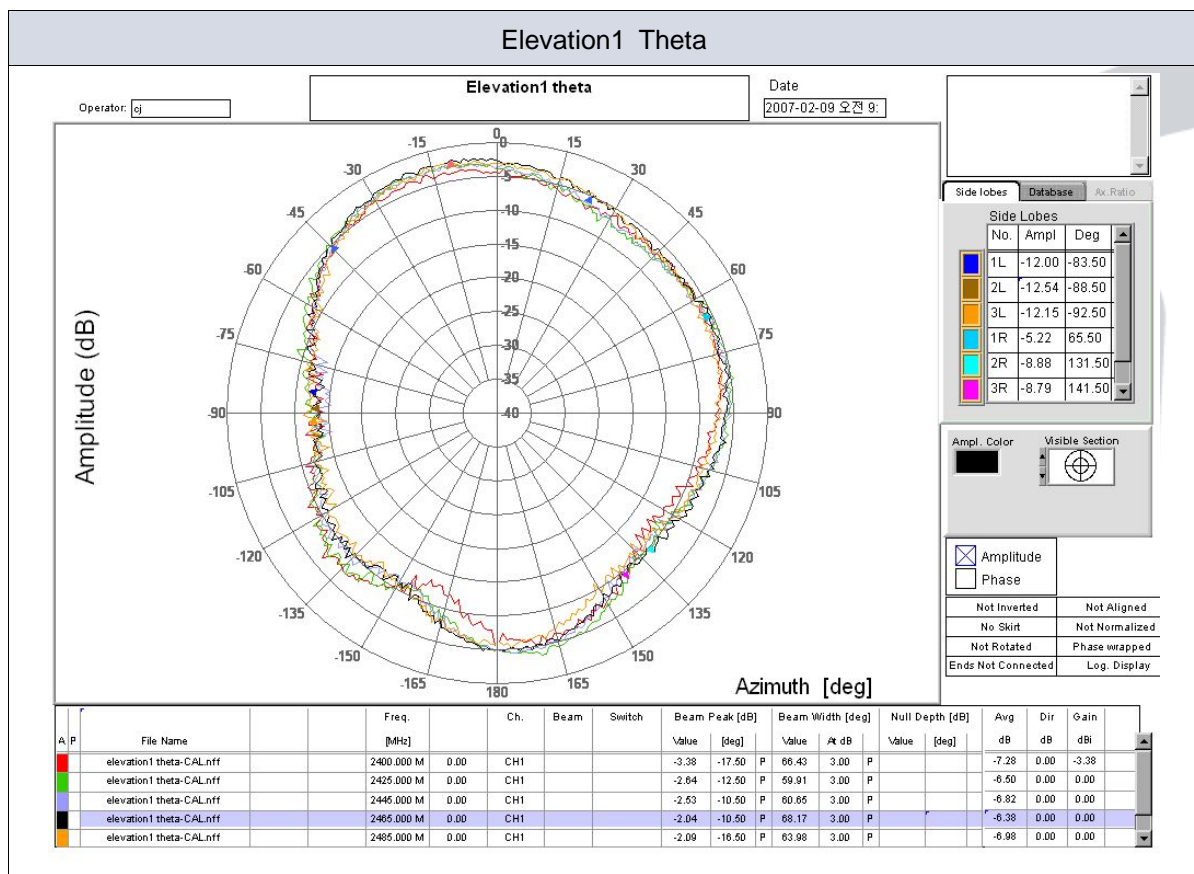 Elevation1 Theta
Elevation1 theta
Operator: cj
Date
2007-02-09 오전 9:
Side lobes Database Ax.Ratio
Side Lobes
No. Ampl Deg
1L -12.00 -83.50
2L -12.54 -88.50
3L -12.15 -92.50
1R -5.22 65.50
2R -8.88 131.50
3R -8.79 141.50
Ampl. Color Visible Section
Amplitude
Phase
Not Inverted Not Aligned
No Skirt Not Normalized
Not Rotated Phase wrapped
Ends Not Connected Log. Display
Amplitude (dB)
0
-15 15
-30 30
-45 45
-60 60
-75 75
-90 90
-105 105
-120 120
-135 135
-150 150
-165 165
180
0
-5
-10
-15
-20
-25
-30
-35
-40
Azimuth [deg]
Freq. Ch. Beam Switch Beam Peak [dB] Beam Width [deg] Null Depth [dB] Avg Dir Gain
A P File Name [MHz] Value [deg] Value At dB Value [deg] dB dB dBi
elevation1 theta-CAL.nff 2400.000 M 0.00 CH1 -3.38 -17.50 P 66.43 3.00 P -7.28 0.00 -3.38
elevation1 theta-CAL.nff 2425.000 M 0.00 CH1 -2.64 -12.50 P 59.91 3.00 P -6.50 0.00 0.00
elevation1 theta-CAL.nff 2445.000 M 0.00 CH1 -2.53 -10.50 P 60.65 3.00 P -6.82 0.00 0.00
elevation1 theta-CAL.nff 2465.000 M 0.00 CH1 -2.04 -10.50 P 68.17 3.00 P -6.38 0.00 0.00
elevation1 theta-CAL.nff 2485.000 M 0.00 CH1 -2.09 -16.50 P 63.98 3.00 P -6.98 0.00 0.00